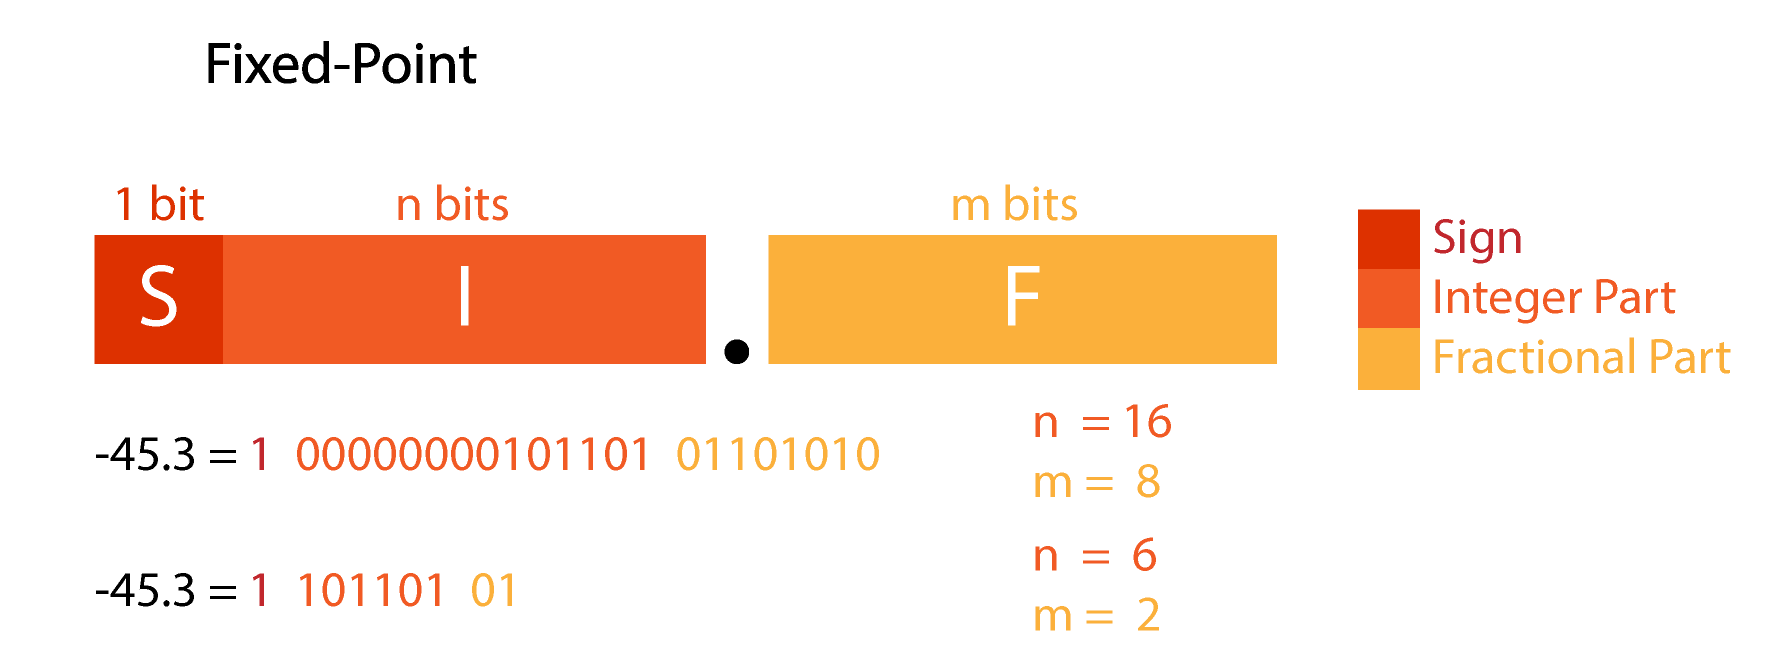 Fixed-Point
1 bit
n bits
m bits
S
I
.
F
Sign
Integer Part
Fractional Part
-45.3 = 1 00000000101101 01101010
n = 16
m = 8
-45.3 = 1 101101 01
n = 6
m = 2